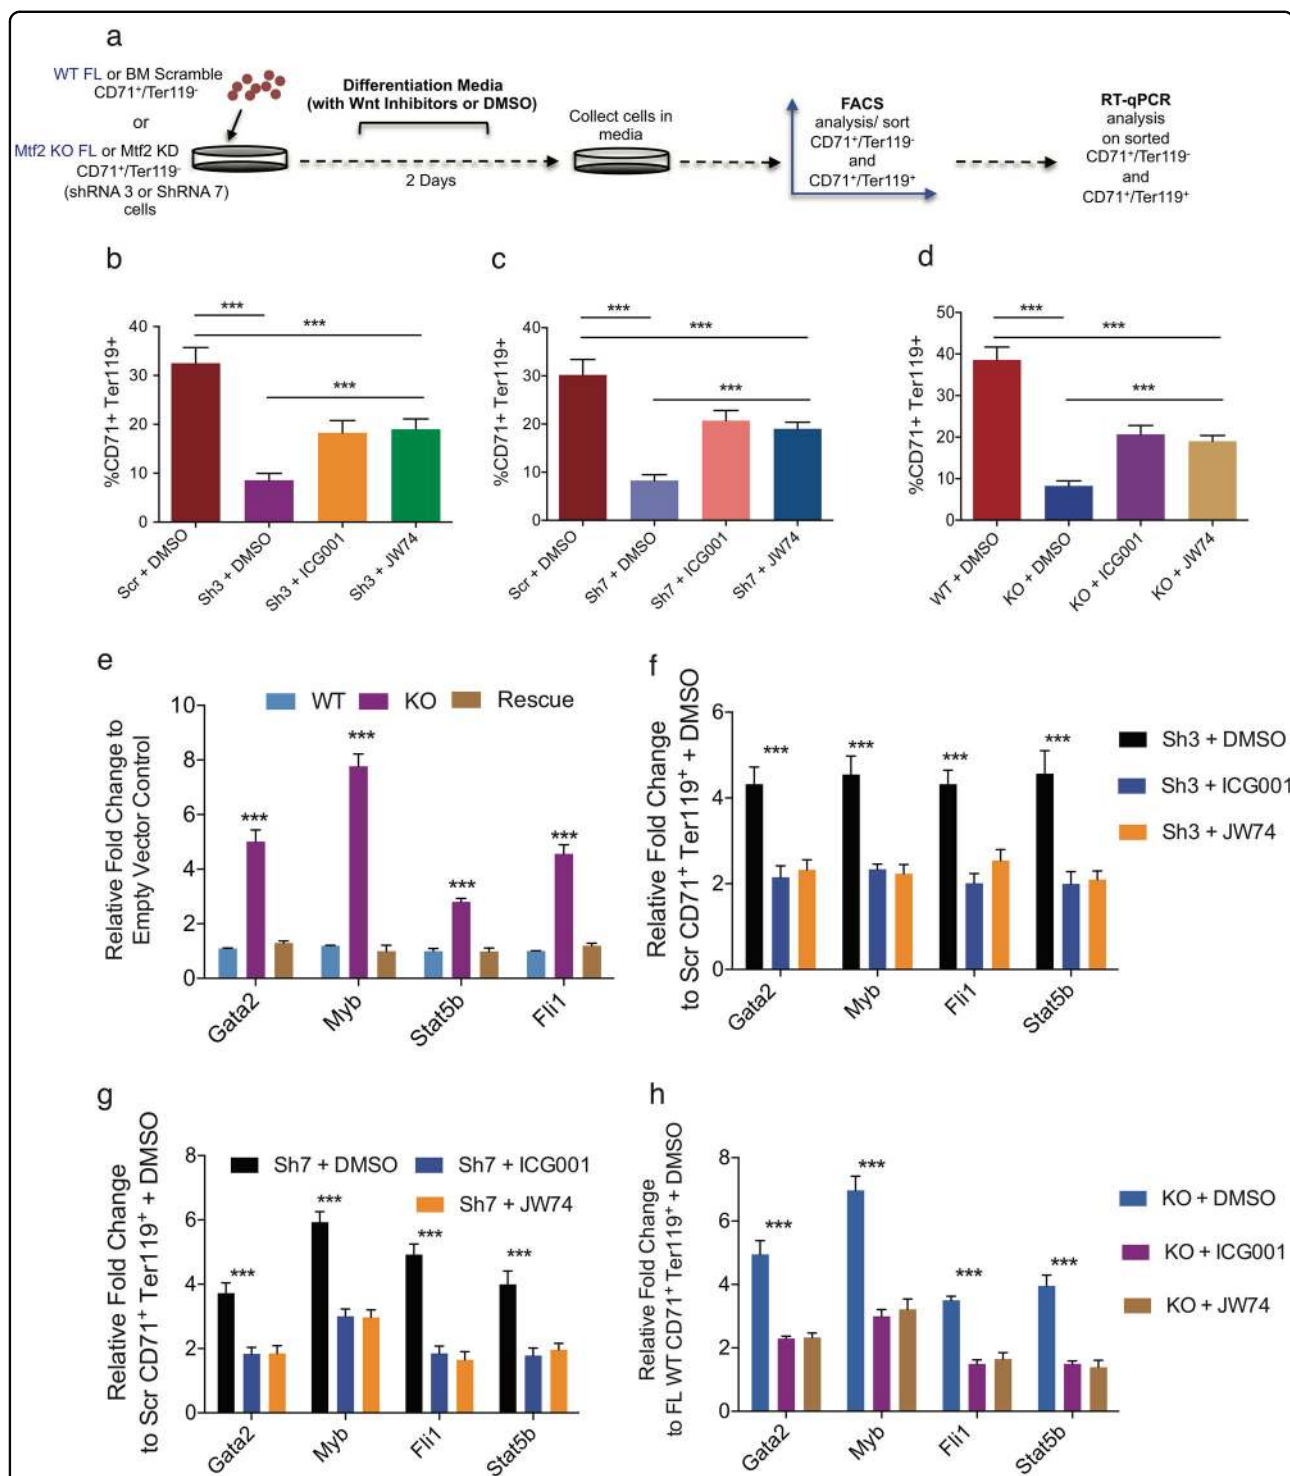 a
WT FL or BM Scramble
CD71⁺/Ter119⁻
or
Mtf2 KO FL or Mtf2 KD
CD71⁺/Ter119⁻
(shRNA 3 or ShRNA 7)
cells
Differentiation Media
(with Wnt Inhibitors or DMSO)
2 Days
Collect cells in
media
FACS
analysis/ sort
CD71⁺/Ter119⁻
and
CD71⁺/Ter119⁺
RT-qPCR
analysis
on sorted
CD71⁺/Ter119⁻
and
CD71⁺/Ter119⁺
b
%CD71+ Ter119+
40
30
20
10
0
***
***
***
Scr + DMSO
Sh3 + DMSO
Sh3 + ICG001
Sh3 + JW74
c
%CD71+ Ter119+
40
30
20
10
0
***
***
***
Scr + DMSO
Sh7 + DMSO
Sh7 + ICG001
Sh7 + JW74
d
%CD71+ Ter119+
50
40
30
20
10
0
***
***
***
WT + DMSO
KO + DMSO
KO + ICG001
KO + JW74
e
Relative Fold Change to
Empty Vector Control
10
8
6
4
2
0
WT
KO
Rescue
***
***
***
***
Gata2
Myb
Stat5b
Fli1
f
Relative Fold Change
to Scr CD71⁺ Ter119⁺ + DMSO
6
4
2
0
***
***
***
***
Gata2
Myb
Fli1
Stat5b
Sh3 + DMSO
Sh3 + ICG001
Sh3 + JW74
g
Relative Fold Change
to Scr CD71⁺ Ter119⁺ + DMSO
8
6
4
2
0
Sh7 + DMSO
Sh7 + ICG001
Sh7 + JW74
***
***
***
***
Gata2
Myb
Fli1
Stat5b
h
Relative Fold Change
to FL WT CD71⁺ Ter119⁺ + DMSO
8
6
4
2
0
***
***
***
***
Gata2
Myb
Fli1
Stat5b
KO + DMSO
KO + ICG001
KO + JW74